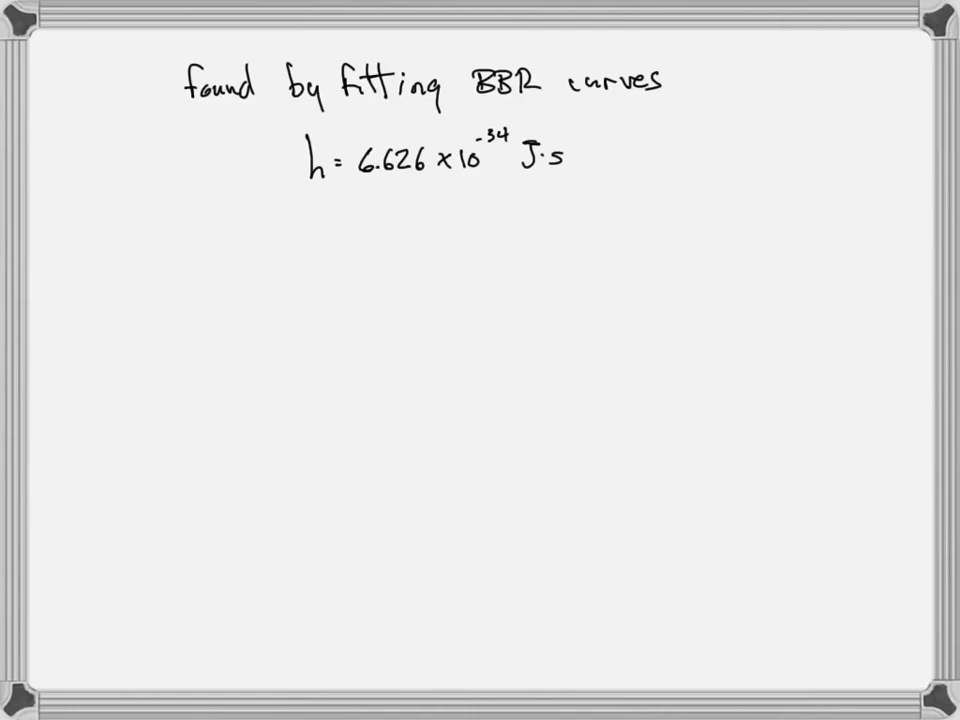 found by fitting BBR curves
h = 6.626 × 10⁻³⁴ J·s